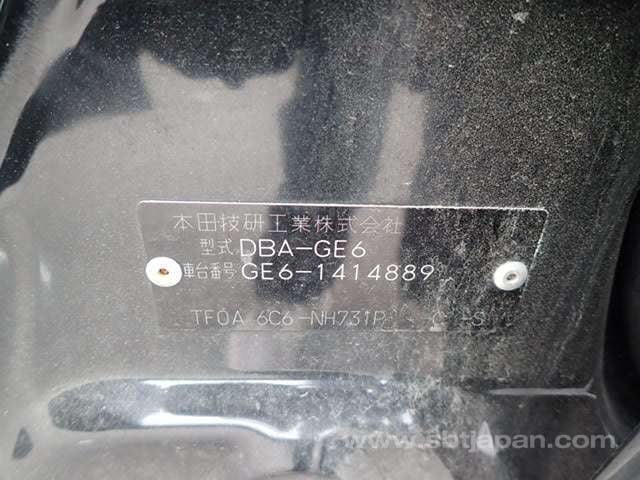 本田技研工業株式会社
型式 DBA-GE6
車台番号 GE6-1414889
TF0A 6C6-NH731P - C -S
www.sbtjapan.com